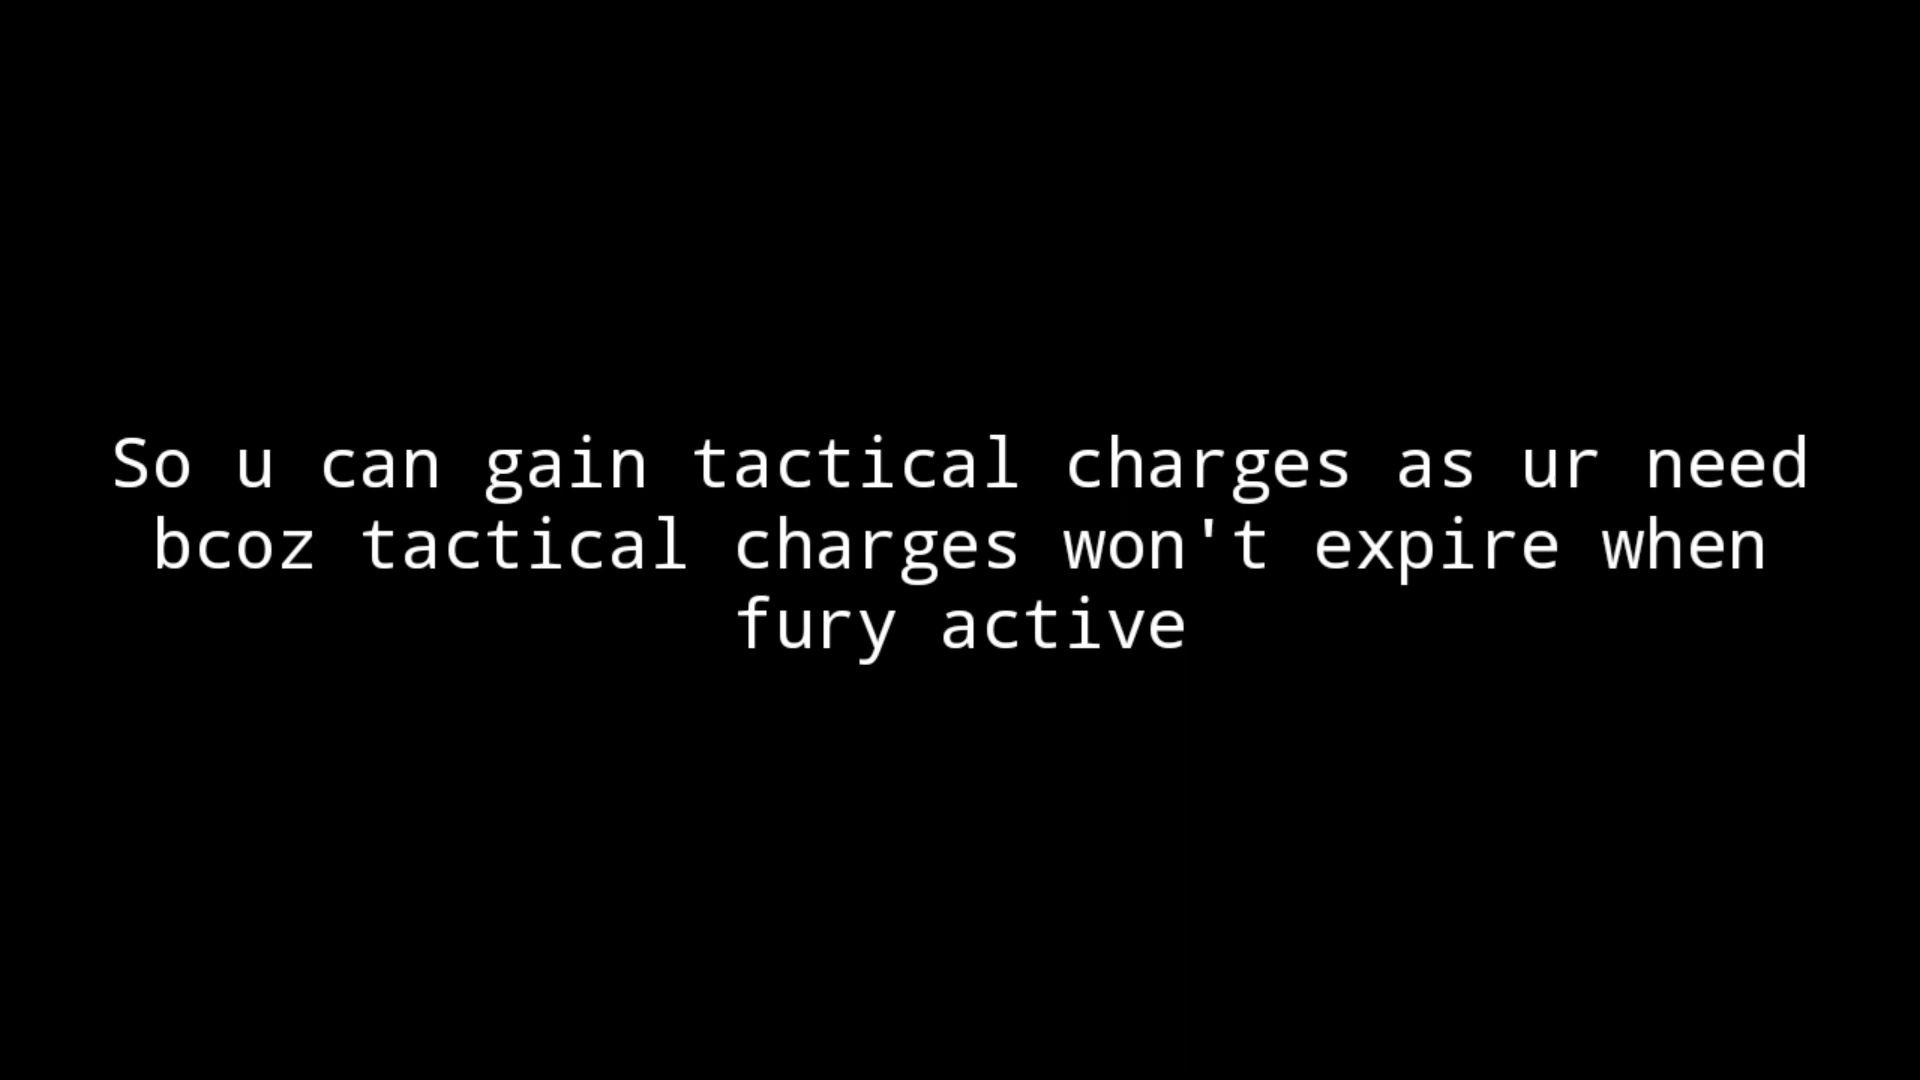 So u can gain tactical charges as ur need
bcoz tactical charges won't expire when
fury active